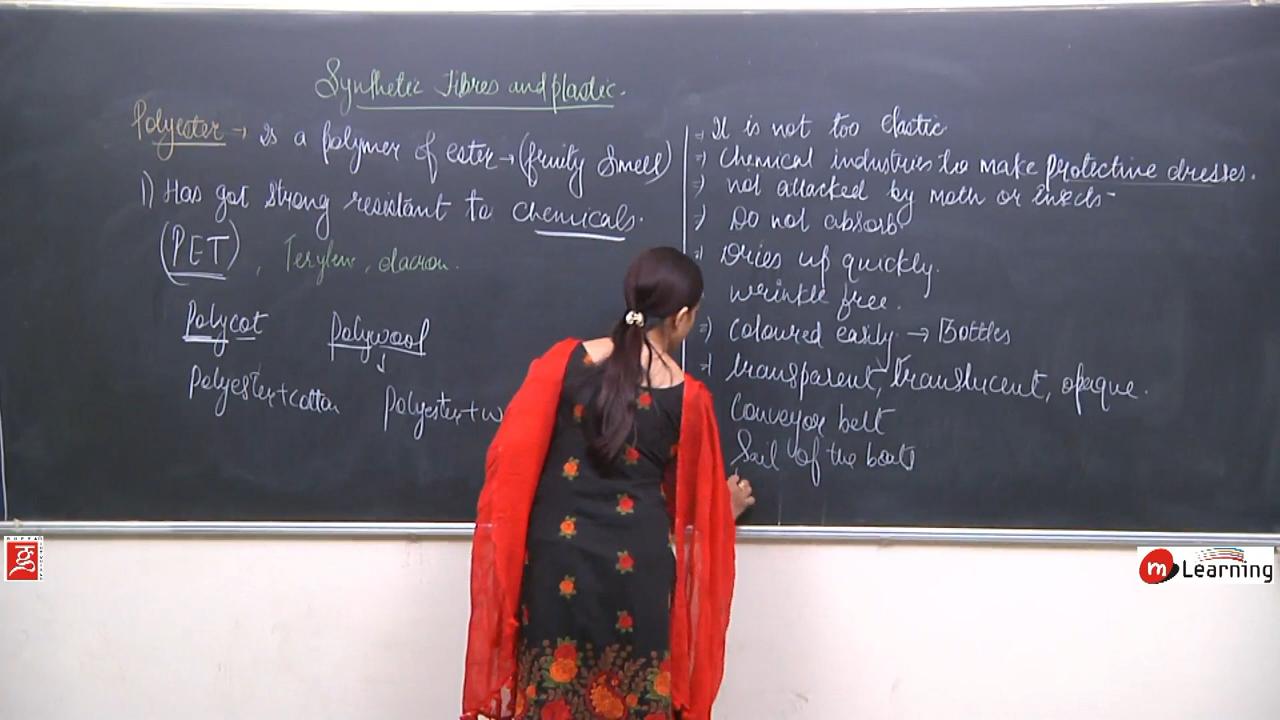 Synthetic Fibres and plastic.
Polyester → is a polymer of ester → (fruity smell)
1) Has got strong resistant to chemicals.
(PET), Terylene, dacron.
Polycot Polywool
↓
Polyester + cotton Polyester + w
⇒ It is not too elastic
⇒ Chemical industries to make protective dresses.
⇒ not attacked by moth or insects
⇒ Do not absorb
⇒ Dries up quickly.
wrinkle free.
⇒ coloured easily → Bottles
⇒ transparent, translucent, opaque.
Conveyor belt
Sail of the boats
m Learning